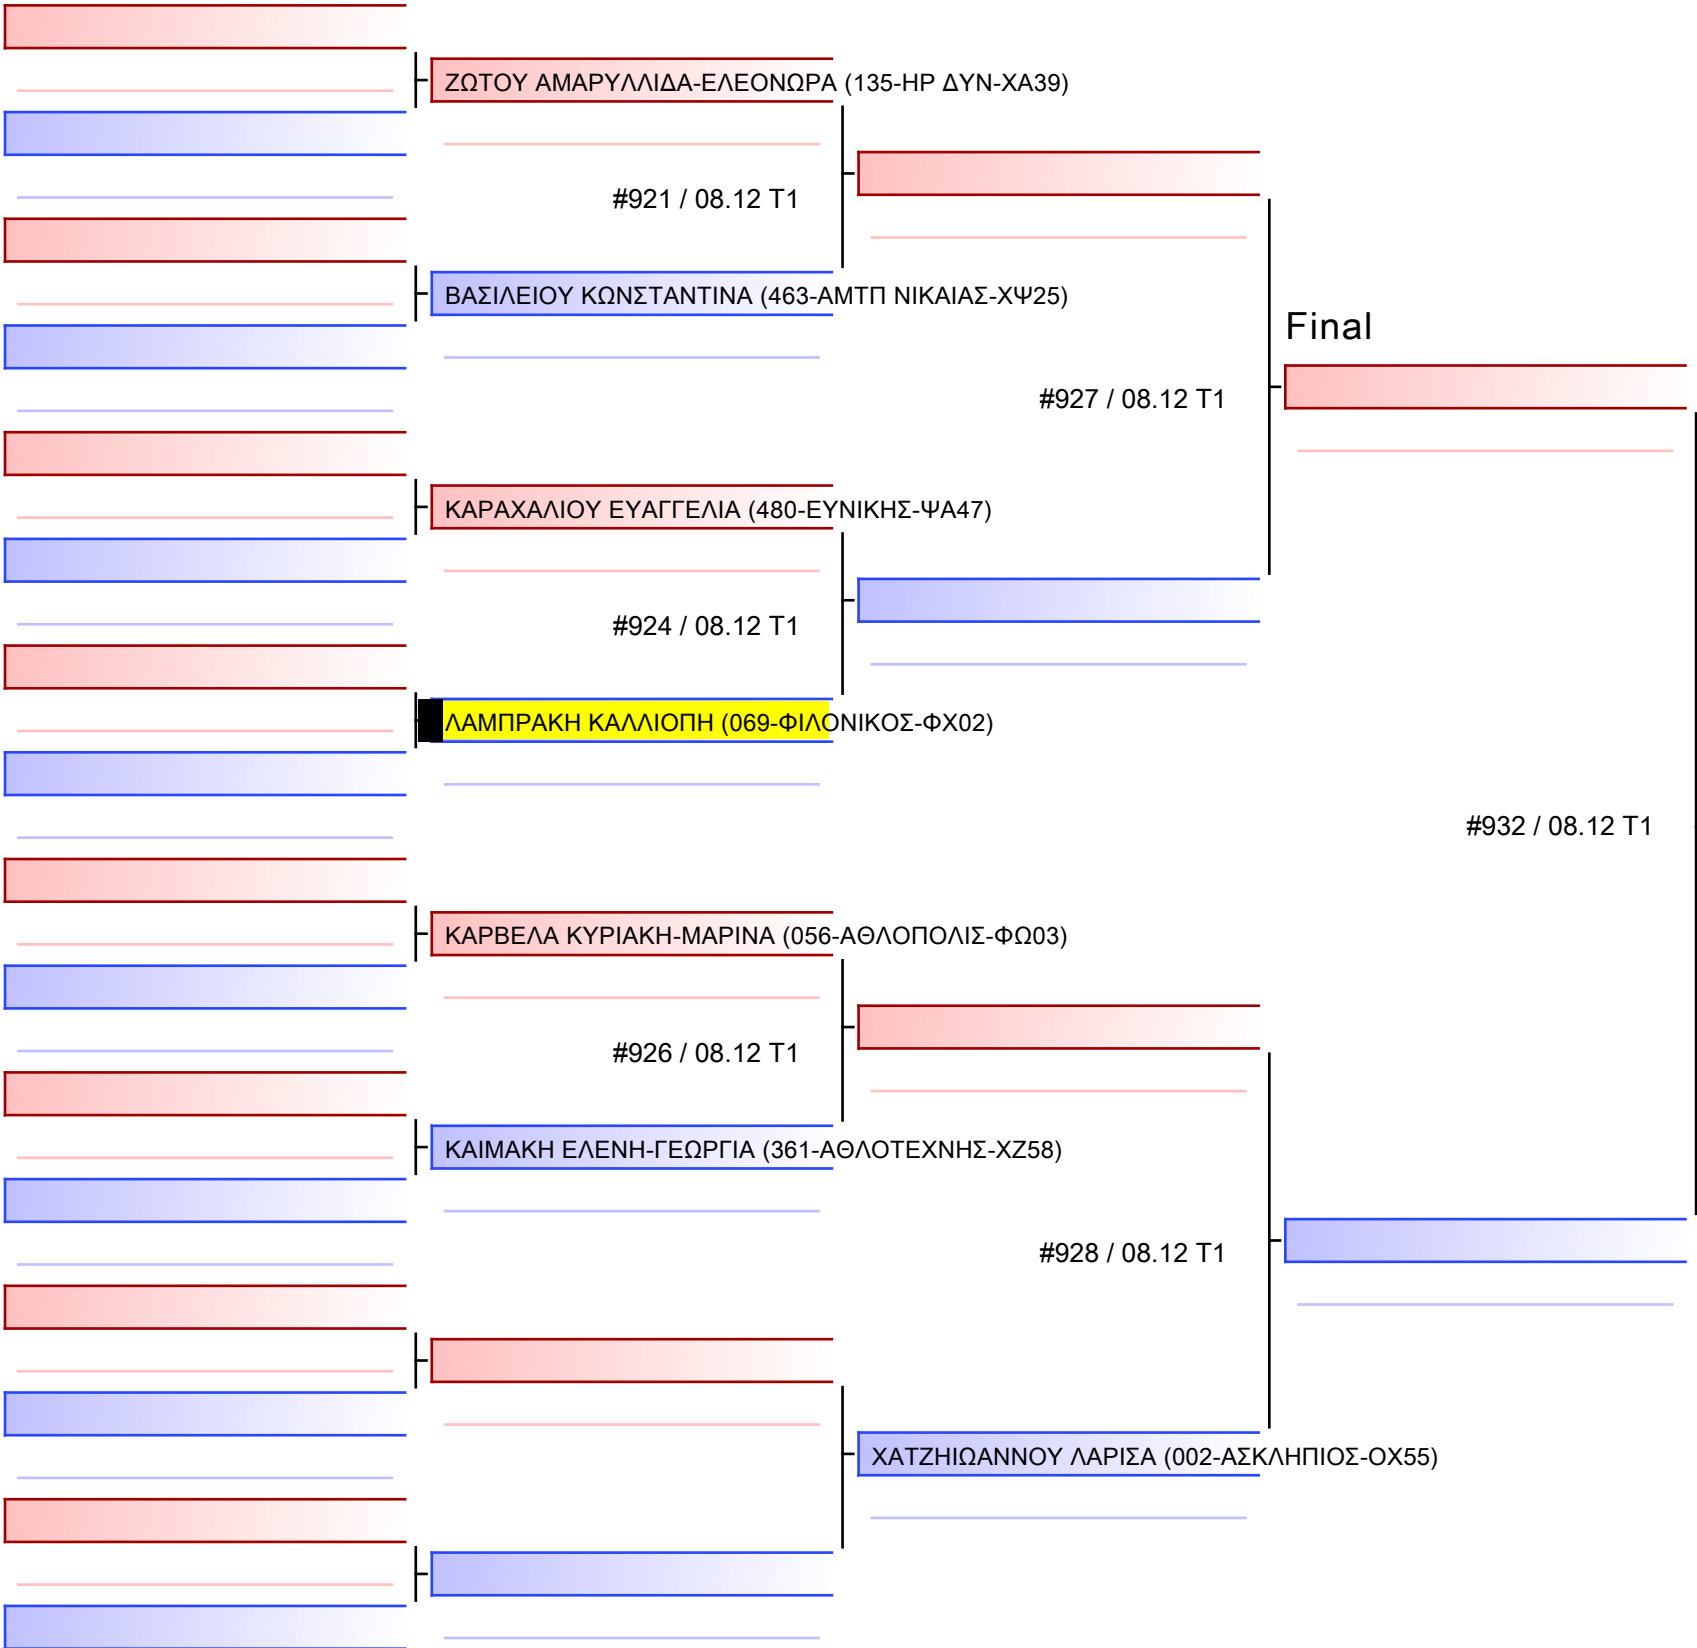 ΖΩΤΟΥ ΑΜΑΡΥΛΛΙΔΑ-ΕΛΕΟΝΩΡΑ (135-ΗΡ ΔΥΝ-ΧΑ39)
#921 / 08.12 T1
ΒΑΣΙΛΕΙΟΥ ΚΩΝΣΤΑΝΤΙΝΑ (463-ΑΜΤΠ ΝΙΚΑΙΑΣ-ΧΨ25)
Final
#927 / 08.12 T1
ΚΑΡΑΧΑΛΙΟΥ ΕΥΑΓΓΕΛΙΑ (480-ΕΥΝΙΚΗΣ-ΨΑ47)
#924 / 08.12 T1
ΛΑΜΠΡΑΚΗ ΚΑΛΛΙΟΠΗ (069-ΦΙΛΟΝΙΚΟΣ-ΦΧ02)
#932 / 08.12 T1
ΚΑΡΒΕΛΑ ΚΥΡΙΑΚΗ-ΜΑΡΙΝΑ (056-ΑΘΛΟΠΟΛΙΣ-ΦΩ03)
#926 / 08.12 T1
ΚΑΙΜΑΚΗ ΕΛΕΝΗ-ΓΕΩΡΓΙΑ (361-ΑΘΛΟΤΕΧΝΗΣ-ΧΖ58)
#928 / 08.12 T1
ΧΑΤΖΗΙΩΑΝΝΟΥ ΛΑΡΙΣΑ (002-ΑΣΚΛΗΠΙΟΣ-ΟΧ55)